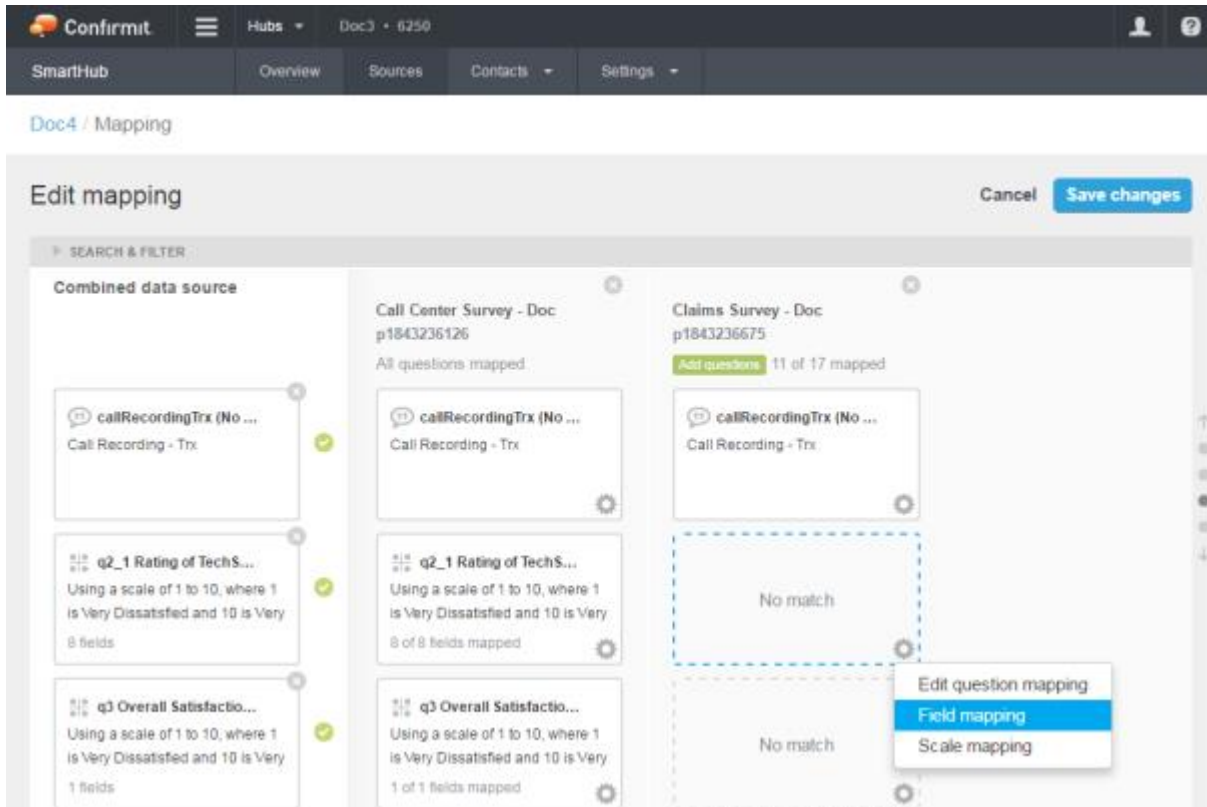 Confirmit
Hubs
Doc3 • 6250
SmartHub
Overview
Sources
Contacts
Settings
Doc4 / Mapping
Edit mapping
Cancel
Save changes
SEARCH & FILTER
Combined data source
Call Center Survey - Doc
p1843236126
All questions mapped
Claims Survey - Doc
p1843236675
Add questions 11 of 17 mapped
callRecordingTrx (No ...
Call Recording - Trx
callRecordingTrx (No ...
Call Recording - Trx
callRecordingTrx (No ...
Call Recording - Trx
q2_1 Rating of TechS...
Using a scale of 1 to 10, where 1
is Very Dissatisfied and 10 is Very
8 fields
q2_1 Rating of TechS...
Using a scale of 1 to 10, where 1
is Very Dissatisfied and 10 is Very
8 of 8 fields mapped
No match
Edit question mapping
Field mapping
Scale mapping
q3 Overall Satisfactio...
Using a scale of 1 to 10, where 1
is Very Dissatisfied and 10 is Very
1 fields
q3 Overall Satisfactio...
Using a scale of 1 to 10, where 1
is Very Dissatisfied and 10 is Very
1 of 1 fields mapped
No match